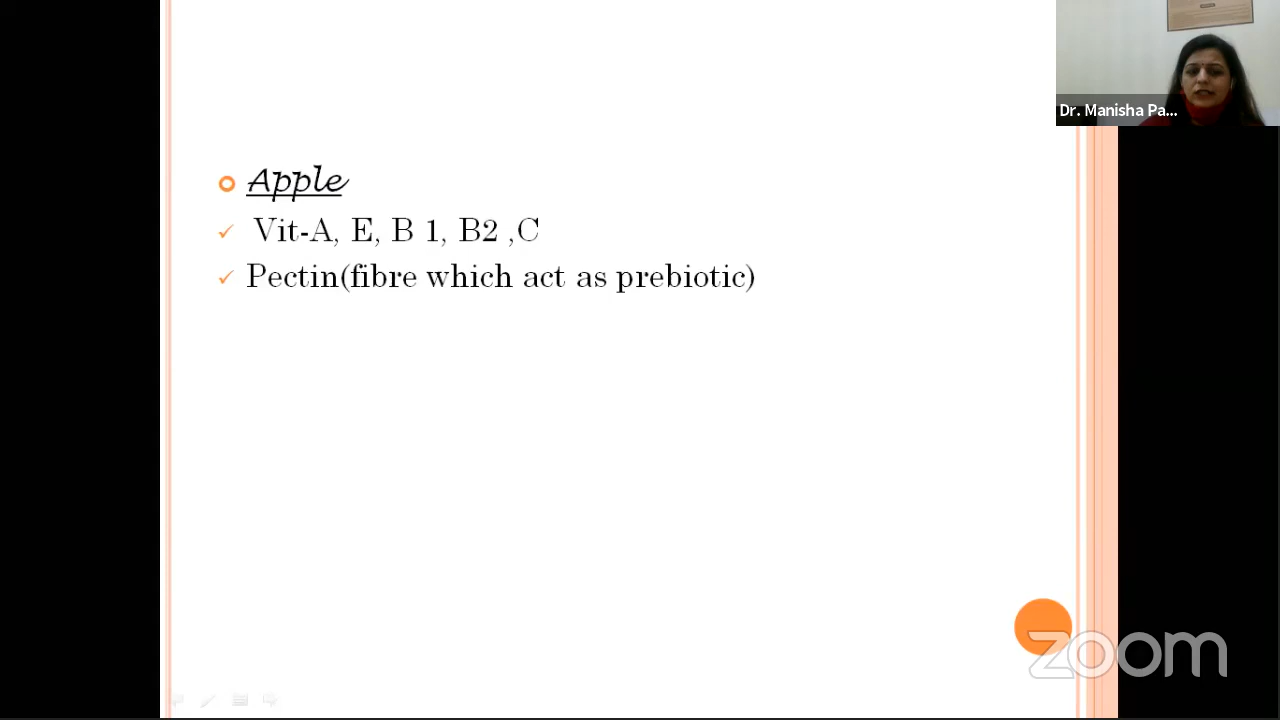 Dr. Manisha Pa...
Apple
Vit-A, E, B 1, B2 ,C
Pectin(fibre which act as prebiotic)
zoom